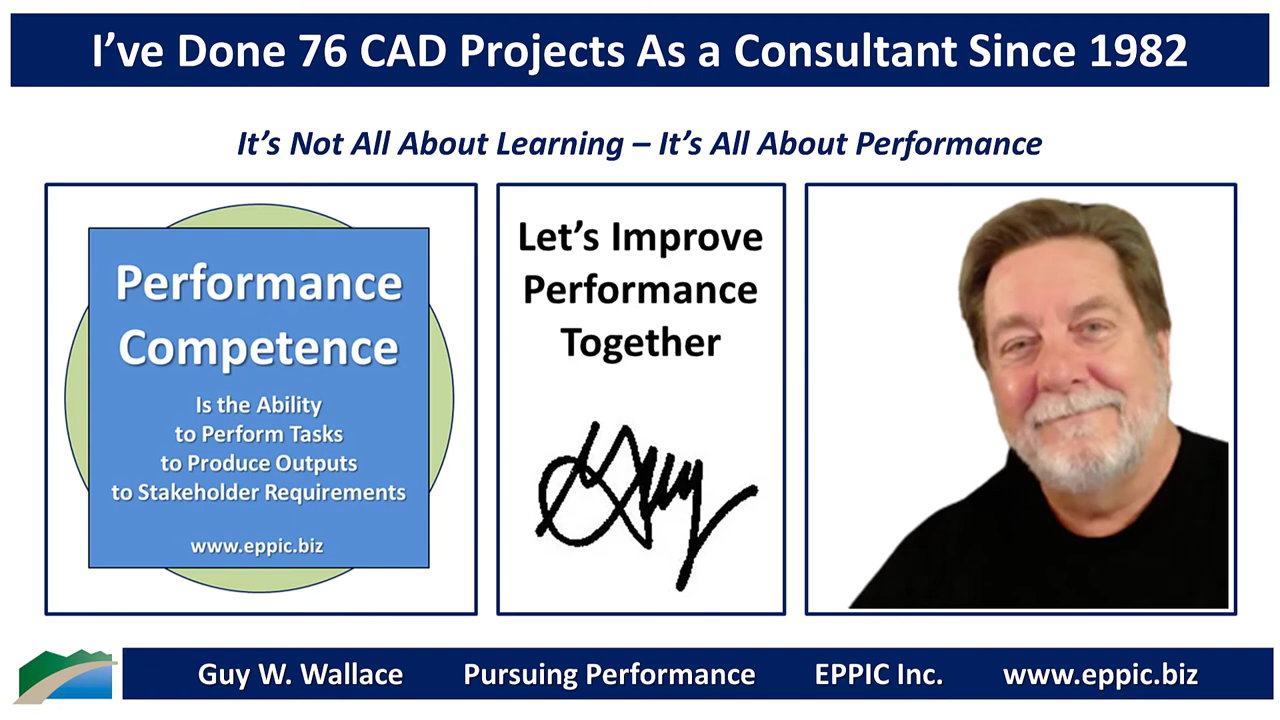 I’ve Done 76 CAD Projects As a Consultant Since 1982
It’s Not All About Learning – It’s All About Performance
Performance
Competence
Is the Ability
to Perform Tasks
to Produce Outputs
to Stakeholder Requirements
www.eppic.biz
Let’s Improve
Performance
Together
Guy
Guy W. Wallace Pursuing Performance EPPIC Inc. www.eppic.biz